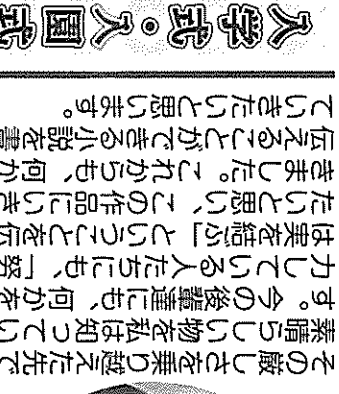 その厳しさを乗り越えた先で
素晴らしい物を私は知ってい
す。今の後輩達にも、何かを
力している人たちにも、「努
は実を結ぶ」ということを伝
たいと思い、この作品にいき
きました。これからも、何か
伝えることができる小説を書
ていきたいと思います。
入学式・入園式